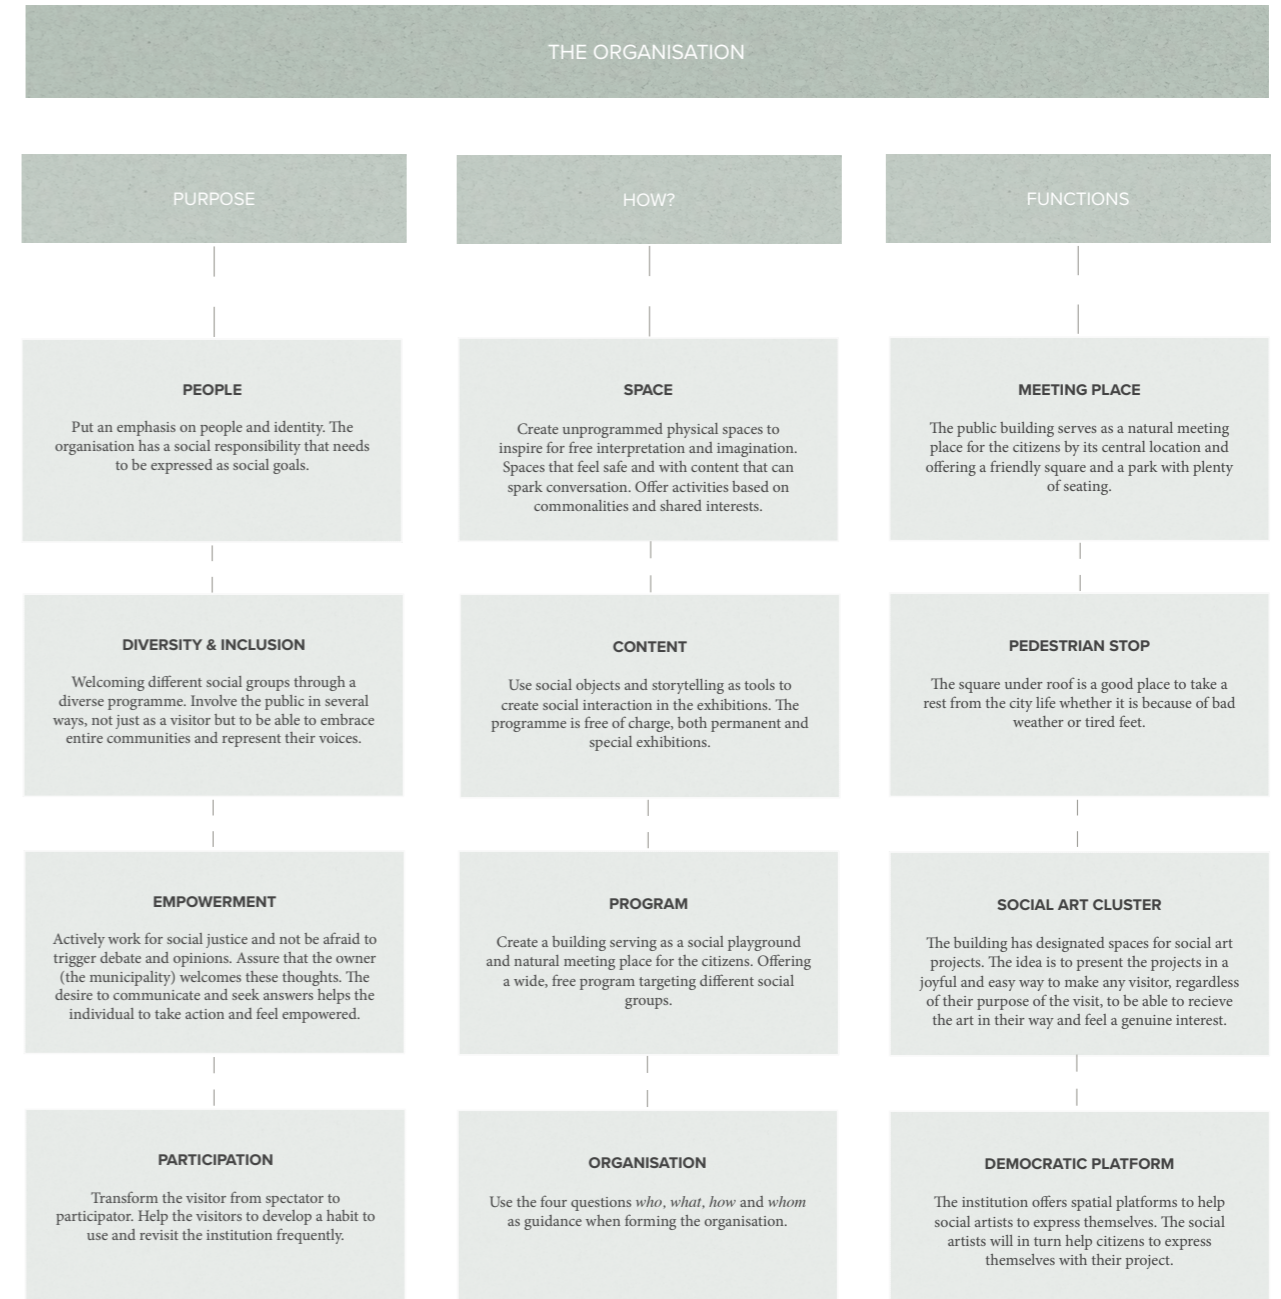 THE ORGANISATION
PURPOSE
HOW?
FUNCTIONS
PEOPLE
Put an emphasis on people and identity. The
organisation has a social responsibility that needs
to be expressed as social goals.
SPACE
Create unprogrammed physical spaces to
inspire for free interpretation and imagination.
Spaces that feel safe and with content that can
spark conversation. Offer activities based on
commonalities and shared interests.
MEETING PLACE
The public building serves as a natural meeting
place for the citizens by its central location and
offering a friendly square and a park with plenty
of seating.
DIVERSITY & INCLUSION
Welcoming different social groups through a
diverse programme. Involve the public in several
ways, not just as a visitor but to be able to embrace
entire communities and represent their voices.
CONTENT
Use social objects and storytelling as tools to
create social interaction in the exhibitions. The
programme is free of charge, both permanent and
special exhibitions.
PEDESTRIAN STOP
The square under roof is a good place to take a
rest from the city life whether it is because of bad
weather or tired feet.
EMPOWERMENT
Actively work for social justice and not be afraid to
trigger debate and opinions. Assure that the owner
(the municipality) welcomes these thoughts. The
desire to communicate and seek answers helps the
individual to take action and feel empowered.
PROGRAM
Create a building serving as a social playground
and natural meeting place for the citizens. Offering
a wide, free program targeting different social
groups.
SOCIAL ART CLUSTER
The building has designated spaces for social art
projects. The idea is to present the projects in a
joyful and easy way to make any visitor, regardless
of their purpose of the visit, to be able to recieve
the art in their way and feel a genuine interest.
PARTICIPATION
Transform the visitor from spectator to
participator. Help the visitors to develop a habit to
use and revisit the institution frequently.
ORGANISATION
Use the four questions who, what, how and whom
as guidance when forming the organisation.
DEMOCRATIC PLATFORM
The institution offers spatial platforms to help
social artists to express themselves. The social
artists will in turn help citizens to express
themselves with their project.